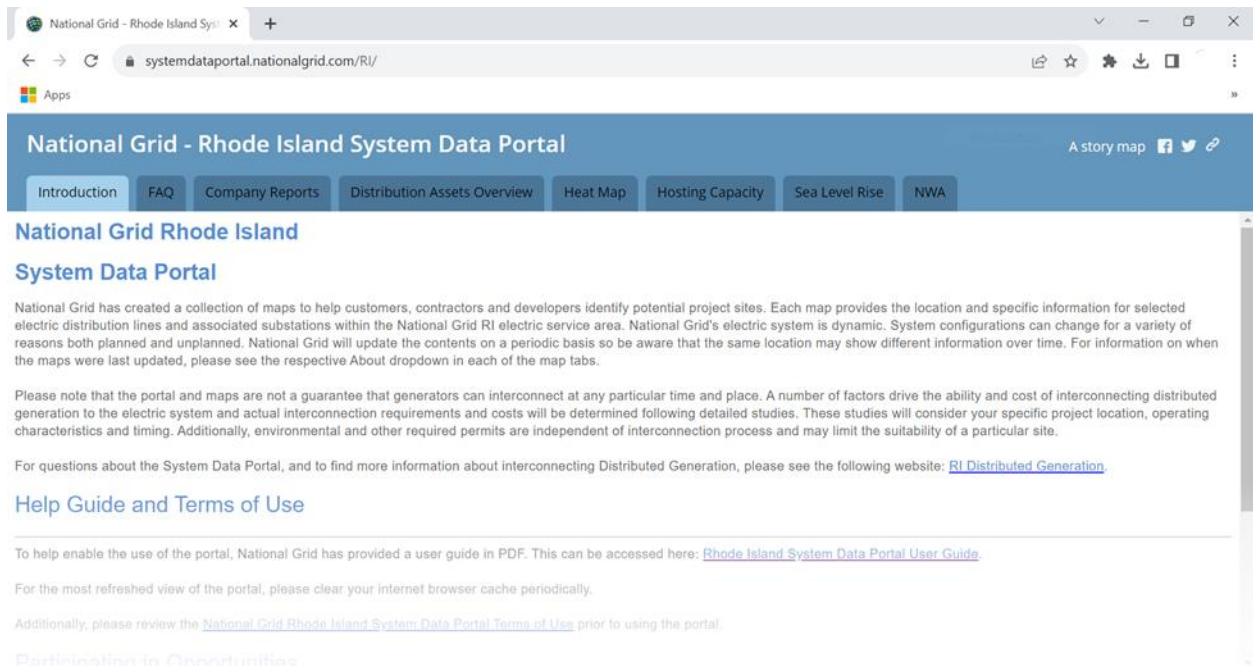 National Grid - Rhode Island Sys
systemdataportal.nationalgrid.com/RI/
Apps
National Grid - Rhode Island System Data Portal
A story map
Introduction FAQ Company Reports Distribution Assets Overview Heat Map Hosting Capacity Sea Level Rise NWA
National Grid Rhode Island
System Data Portal
National Grid has created a collection of maps to help customers, contractors and developers identify potential project sites. Each map provides the location and specific information for selected
electric distribution lines and associated substations within the National Grid RI electric service area. National Grid's electric system is dynamic. System configurations can change for a variety of
reasons both planned and unplanned. National Grid will update the contents on a periodic basis so be aware that the same location may show different information over time. For information on when
the maps were last updated, please see the respective About dropdown in each of the map tabs.
Please note that the portal and maps are not a guarantee that generators can interconnect at any particular time and place. A number of factors drive the ability and cost of interconnecting distributed
generation to the electric system and actual interconnection requirements and costs will be determined following detailed studies. These studies will consider your specific project location, operating
characteristics and timing. Additionally, environmental and other required permits are independent of interconnection process and may limit the suitability of a particular site.
For questions about the System Data Portal, and to find more information about interconnecting Distributed Generation, please see the following website: RI Distributed Generation.
Help Guide and Terms of Use
To help enable the use of the portal, National Grid has provided a user guide in PDF. This can be accessed here: Rhode Island System Data Portal User Guide.
For the most refreshed view of the portal, please clear your internet browser cache periodically.
Additionally, please review the National Grid Rhode Island System Data Portal Terms of Use prior to using the portal.
Participating in Opportunities